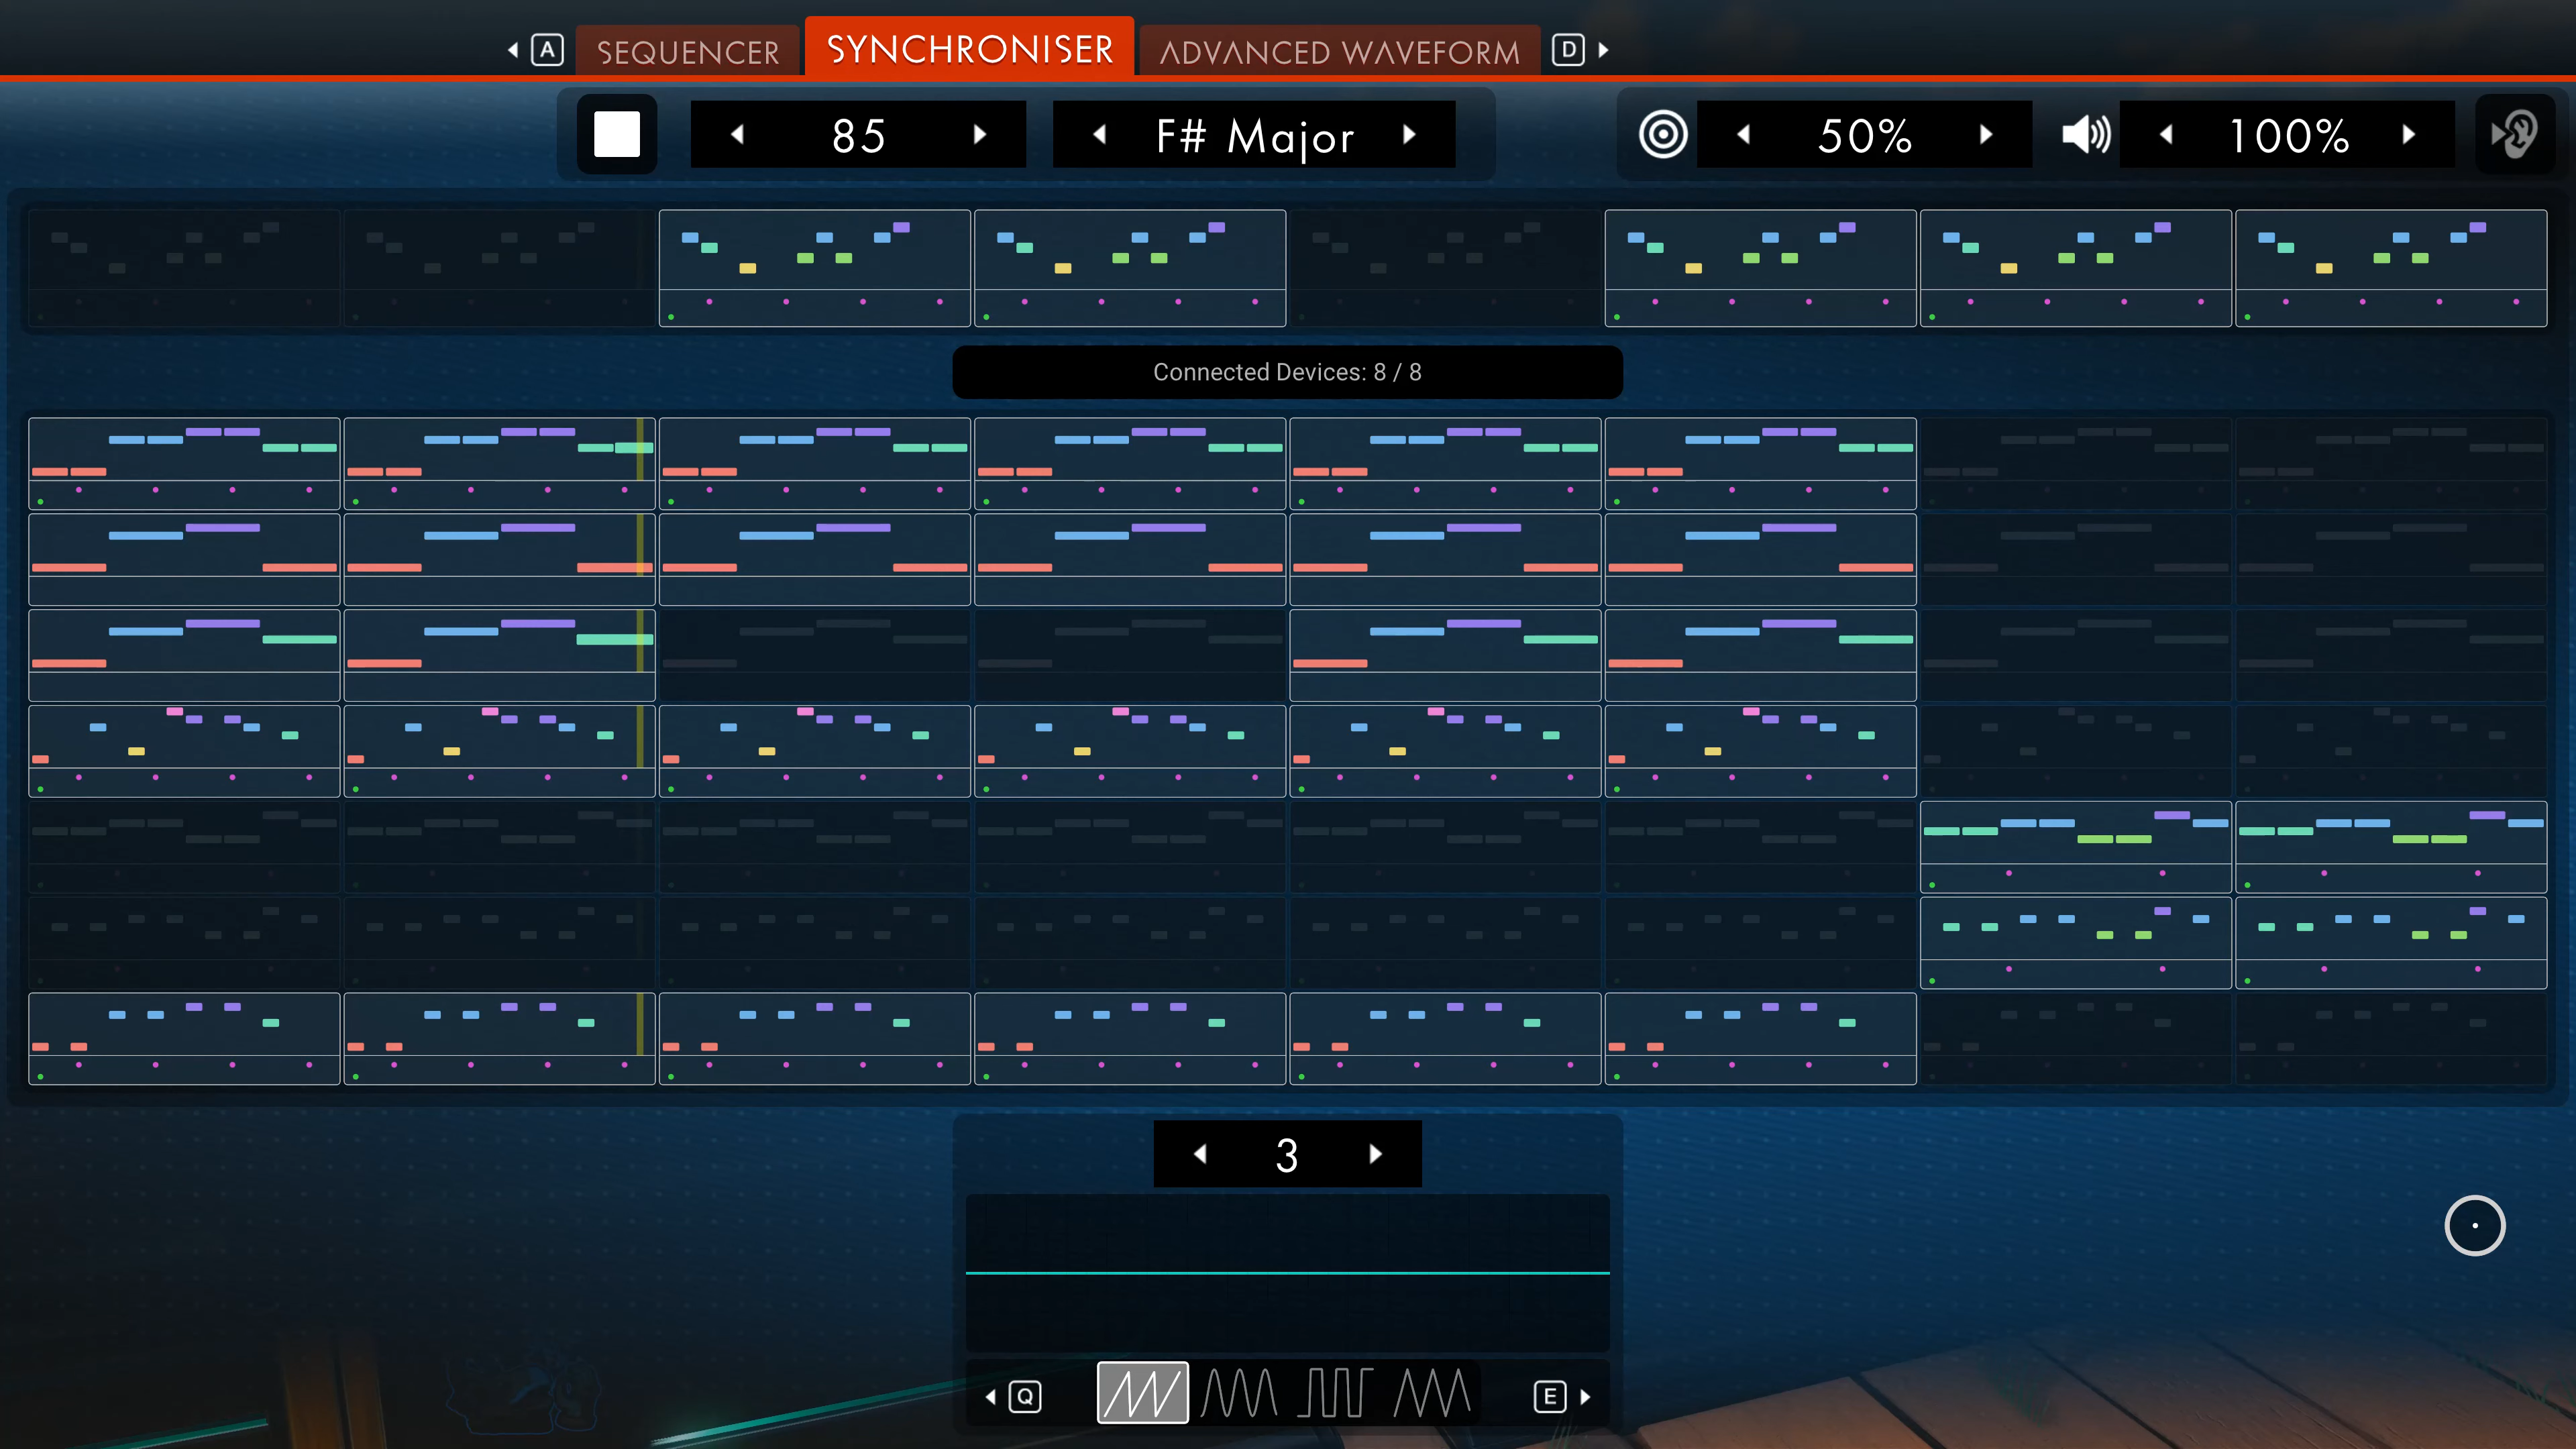 A SEQUENCER SYNCHRONISER ADVANCED WAVEFORM D
85 F# Major 50% 100%
Connected Devices: 8 / 8
3
Q E